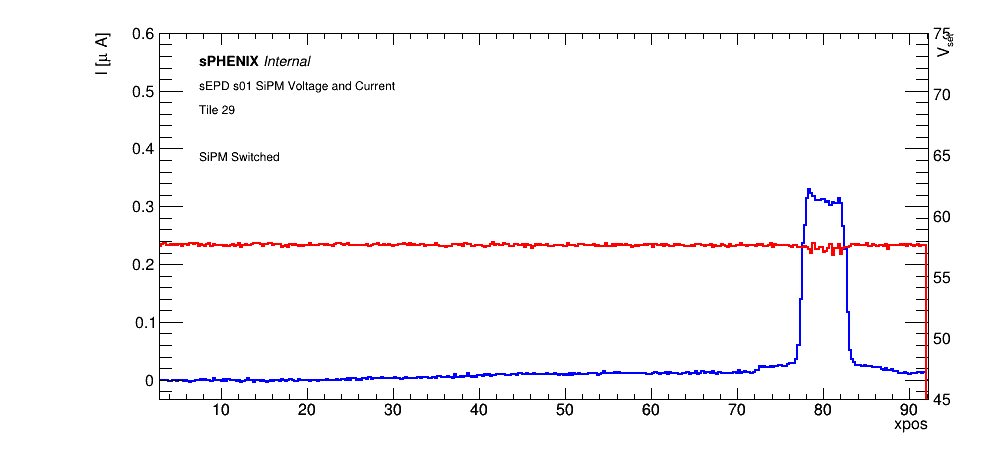 I [μ A]
0.6
0.5
0.4
0.3
0.2
0.1
0
sPHENIX Internal
sEPD s01 SiPM Voltage and Current
Tile 29
SiPM Switched
75
70
65
60
55
50
45
Vset
10 20 30 40 50 60 70 80 90
xpos